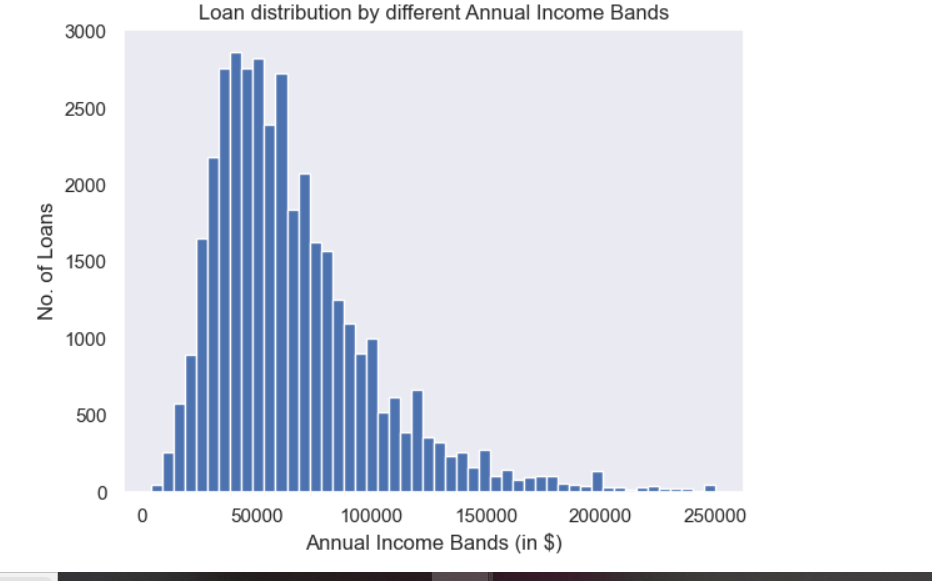 Loan distribution by different Annual Income Bands
3000
2500
2000
1500
1000
500
0
No. of Loans
0 50000 100000 150000 200000 250000
Annual Income Bands (in $)